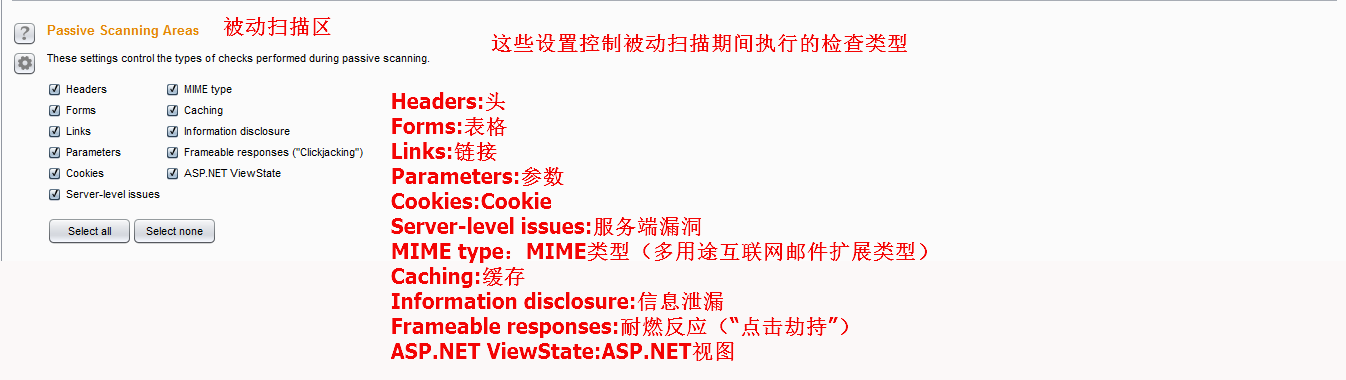 Passive Scanning Areas 被动扫描区
这些设置控制被动扫描期间执行的检查类型
These settings control the types of checks performed during passive scanning.
Headers MIME type
Forms Caching
Links Information disclosure
Parameters Frameable responses ("Clickjacking")
Cookies ASP.NET ViewState
Server-level issues
Select all Select none
Headers:头
Forms:表格
Links:链接
Parameters:参数
Cookies:Cookie
Server-level issues:服务端漏洞
MIME type：MIME类型（多用途互联网邮件扩展类型）
Caching:缓存
Information disclosure:信息泄漏
Frameable responses:耐燃反应（“点击劫持”）
ASP.NET ViewState:ASP.NET视图